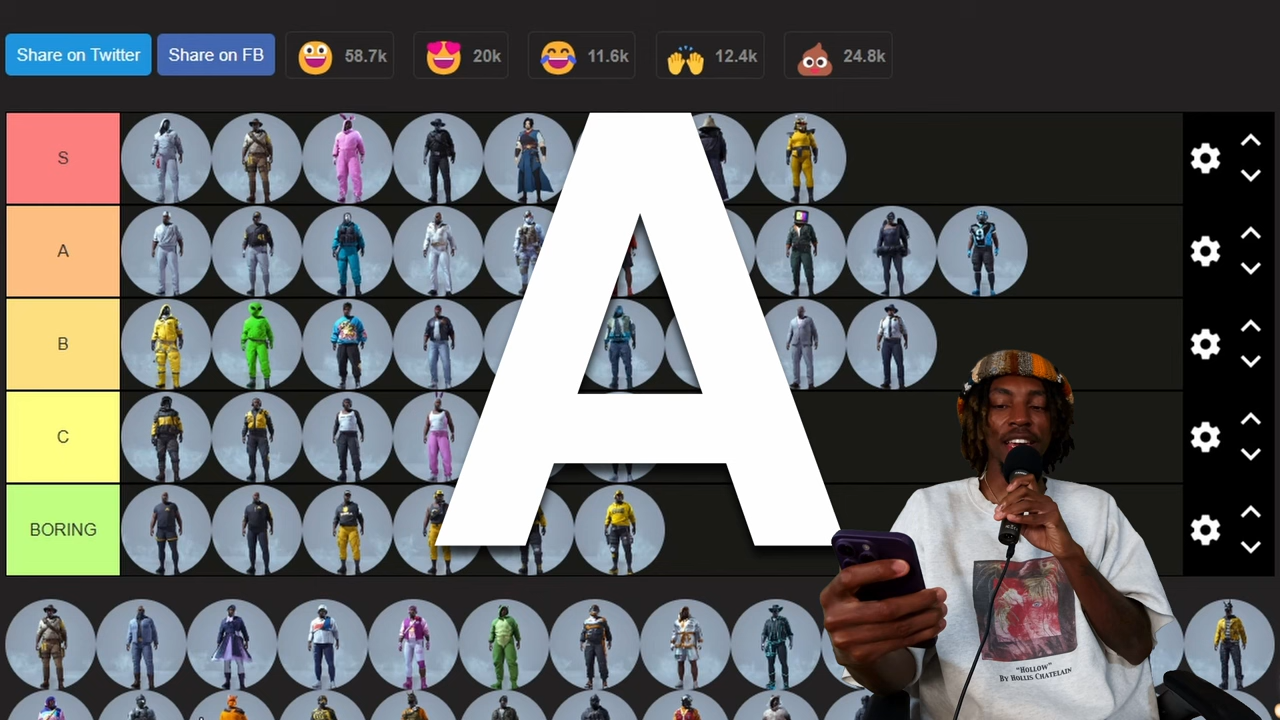 Share on Twitter
Share on FB
58.7k
20k
11.6k
12.4k
24.8k
S
A
B
C
BORING
A
"HOLLOW"
BY HOLLIS CHATELAIN